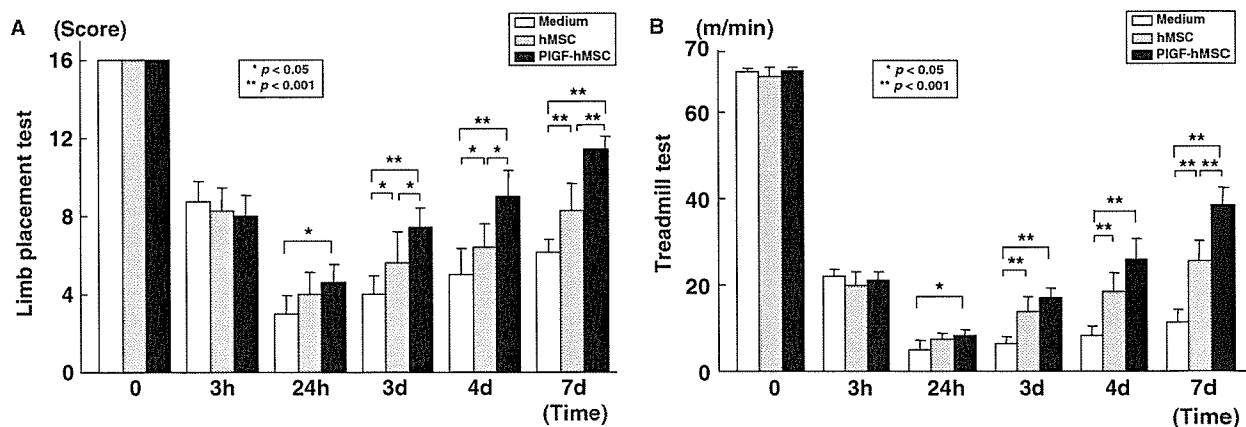 A (Score)
Medium
hMSC
PlGF-hMSC
* p < 0.05
** p < 0.001
Limb placement test
16
12
8
4
0
*
**
*
*
**
*
*
**
**
**
0 3h 24h 3d 4d 7d
(Time)
B (m/min)
Medium
hMSC
PlGF-hMSC
* p < 0.05
** p < 0.001
Treadmill test
70
60
40
20
0
*
**
**
**
**
**
** **
0 3h 24h 3d 4d 7d
(Time)